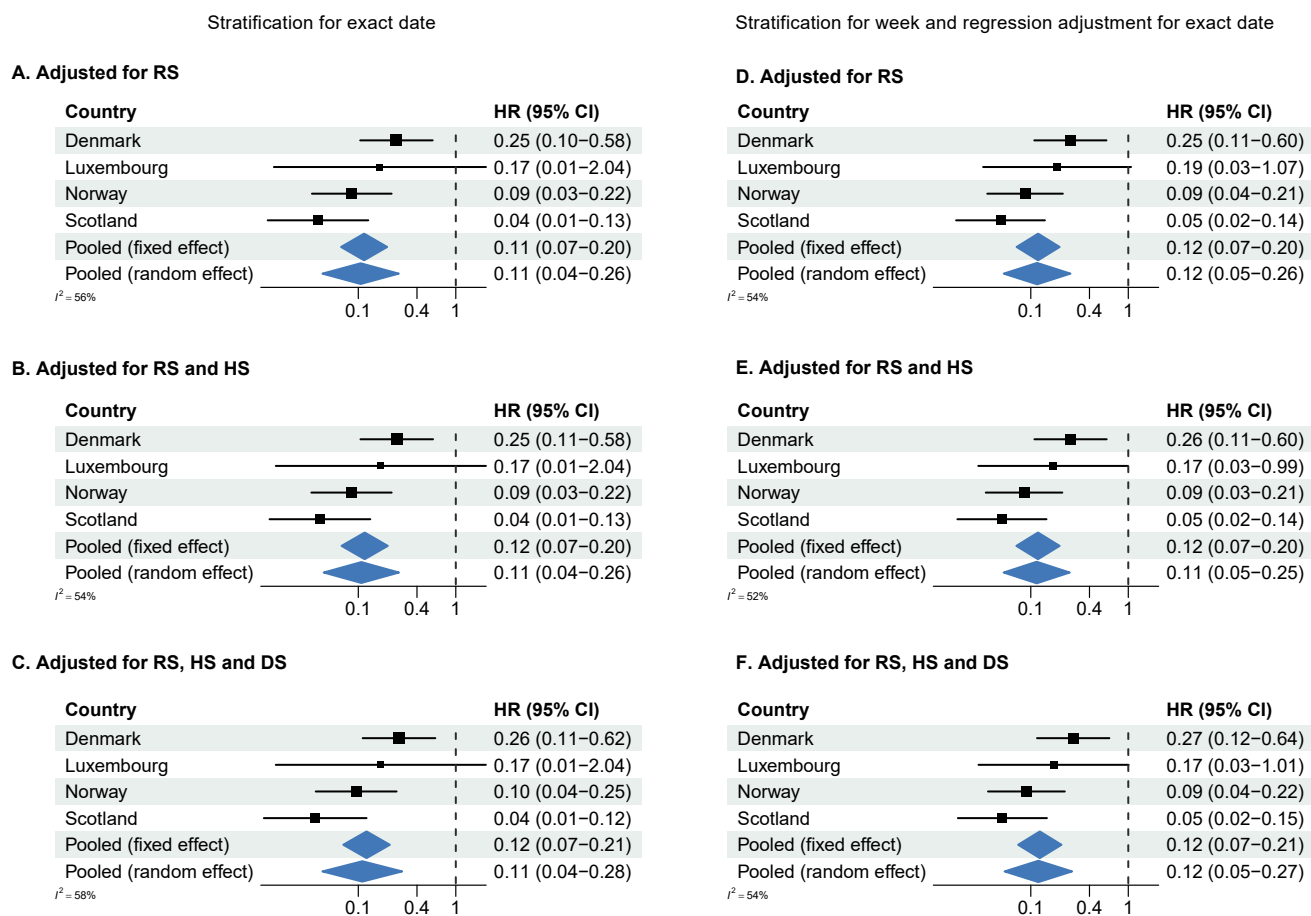 Stratification for exact date
A. Adjusted for RS
Country HR (95% CI)
Denmark 0.25 (0.10−0.58)
Luxembourg 0.17 (0.01−2.04)
Norway 0.09 (0.03−0.22)
Scotland 0.04 (0.01−0.13)
Pooled (fixed effect) 0.11 (0.07−0.20)
Pooled (random effect) 0.11 (0.04−0.26)
I² = 56%
0.1 0.4 1
B. Adjusted for RS and HS
Country HR (95% CI)
Denmark 0.25 (0.11−0.58)
Luxembourg 0.17 (0.01−2.04)
Norway 0.09 (0.03−0.22)
Scotland 0.04 (0.01−0.13)
Pooled (fixed effect) 0.12 (0.07−0.20)
Pooled (random effect) 0.11 (0.04−0.26)
I² = 54%
0.1 0.4 1
C. Adjusted for RS, HS and DS
Country HR (95% CI)
Denmark 0.26 (0.11−0.62)
Luxembourg 0.17 (0.01−2.04)
Norway 0.10 (0.04−0.25)
Scotland 0.04 (0.01−0.12)
Pooled (fixed effect) 0.12 (0.07−0.21)
Pooled (random effect) 0.11 (0.04−0.28)
I² = 58%
0.1 0.4 1
Stratification for week and regression adjustment for exact date
D. Adjusted for RS
Country HR (95% CI)
Denmark 0.25 (0.11−0.60)
Luxembourg 0.19 (0.03−1.07)
Norway 0.09 (0.04−0.21)
Scotland 0.05 (0.02−0.14)
Pooled (fixed effect) 0.12 (0.07−0.20)
Pooled (random effect) 0.12 (0.05−0.26)
I² = 54%
0.1 0.4 1
E. Adjusted for RS and HS
Country HR (95% CI)
Denmark 0.26 (0.11−0.60)
Luxembourg 0.17 (0.03−0.99)
Norway 0.09 (0.03−0.21)
Scotland 0.05 (0.02−0.14)
Pooled (fixed effect) 0.12 (0.07−0.20)
Pooled (random effect) 0.11 (0.05−0.25)
I² = 52%
0.1 0.4 1
F. Adjusted for RS, HS and DS
Country HR (95% CI)
Denmark 0.27 (0.12−0.64)
Luxembourg 0.17 (0.03−1.01)
Norway 0.09 (0.04−0.22)
Scotland 0.05 (0.02−0.15)
Pooled (fixed effect) 0.12 (0.07−0.21)
Pooled (random effect) 0.12 (0.05−0.27)
I² = 54%
0.1 0.4 1